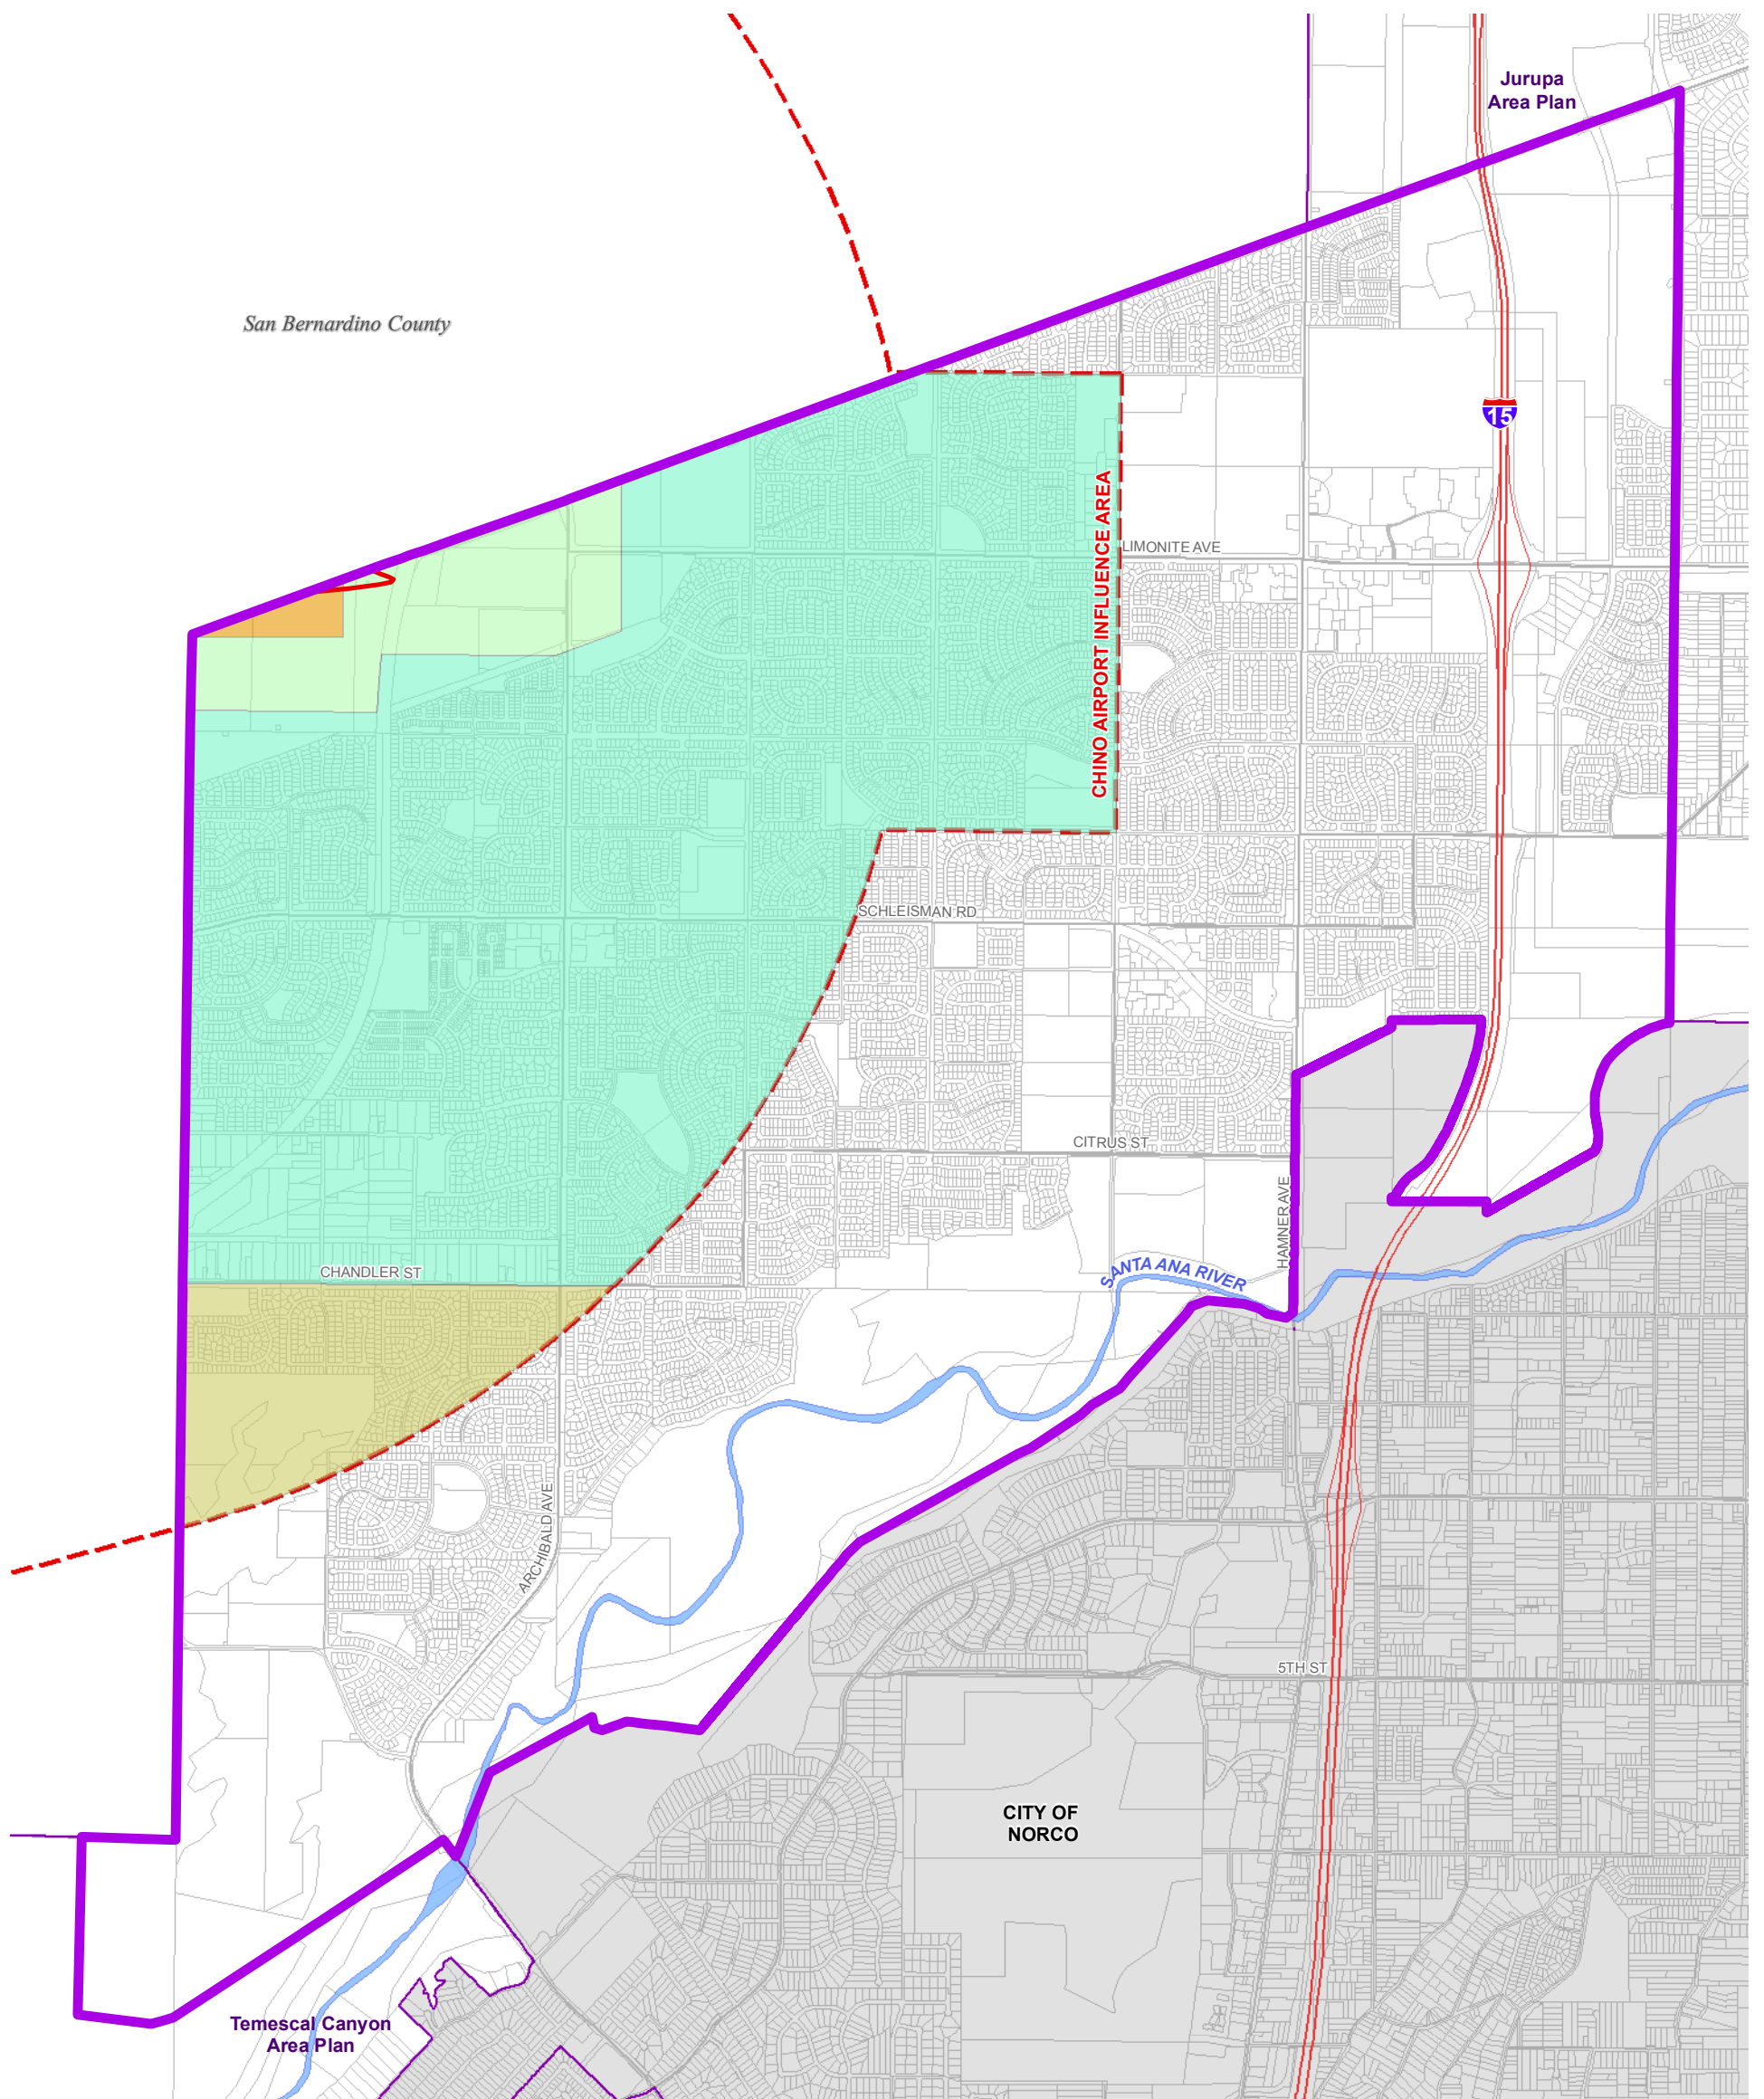 Jurupa
Area Plan
San Bernardino County
15
CHINO AIRPORT INFLUENCE AREA
LIMONITE AVE
SCHLEISMAN RD
CITRUS ST
HAMNER AVE
CHANDLER ST
SANTA ANA RIVER
ARCHIBALD AVE
5TH ST
CITY OF
NORCO
Temescal Canyon
Area Plan